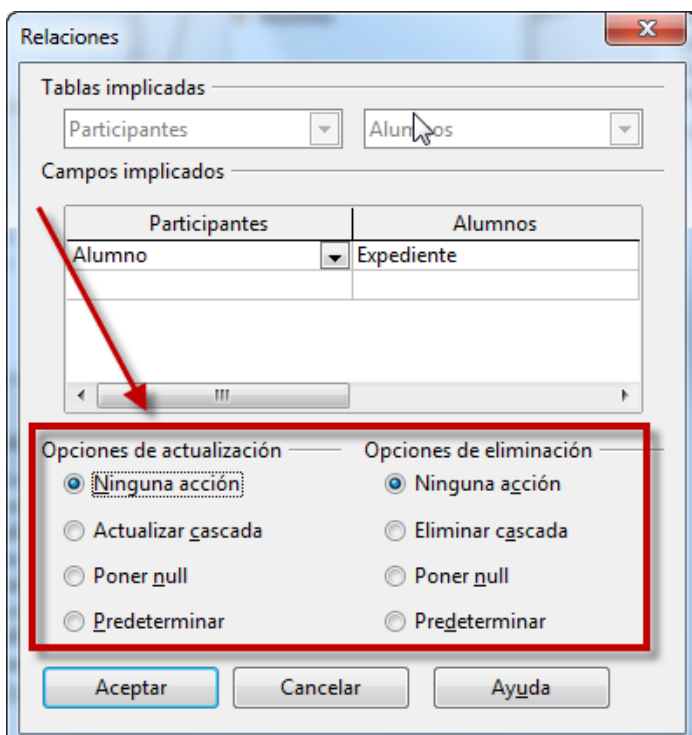 Relaciones
Tablas implicadas
Participantes Alumnos
Campos implicados
Participantes Alumnos
Alumno Expediente
Opciones de actualización Opciones de eliminación
Ninguna acción Ninguna acción
Actualizar cascada Eliminar cascada
Poner null Poner null
Predeterminar Predeterminar
Aceptar Cancelar Ayuda